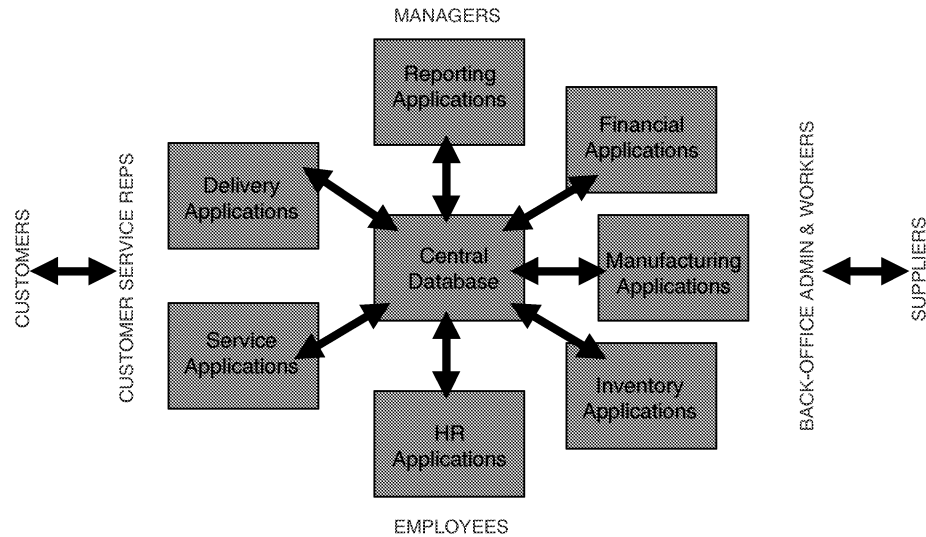 MANAGERS
Reporting
Applications
Financial
Applications
Delivery
Applications
CUSTOMERS
CUSTOMER SERVICE REPS
Central
Database
Manufacturing
Applications
BACK-OFFICE ADMIN & WORKERS
SUPPLIERS
Service
Applications
Inventory
Applications
HR
Applications
EMPLOYEES